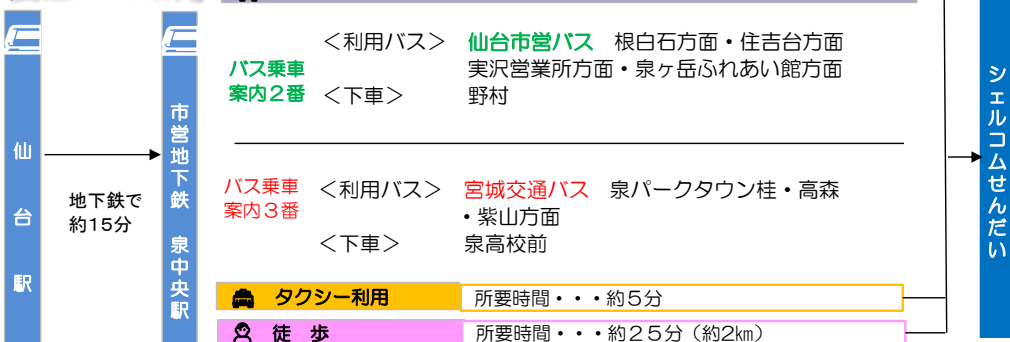 仙台駅
地下鉄で
約15分
市営地下鉄 泉中央駅
バス乗車
案内2番
<利用バス> 仙台市営バス 根白石方面・住吉台方面
実沢営業所方面・泉ヶ岳ふれあい館方面
<下車> 野村
バス乗車
案内3番
<利用バス> 宮城交通バス 泉パークタウン桂・高森
・紫山方面
<下車> 泉高校前
タクシー利用 所要時間・・・約5分
徒 歩 所要時間・・・約25分(約2㎞)
シェルコムせんだい